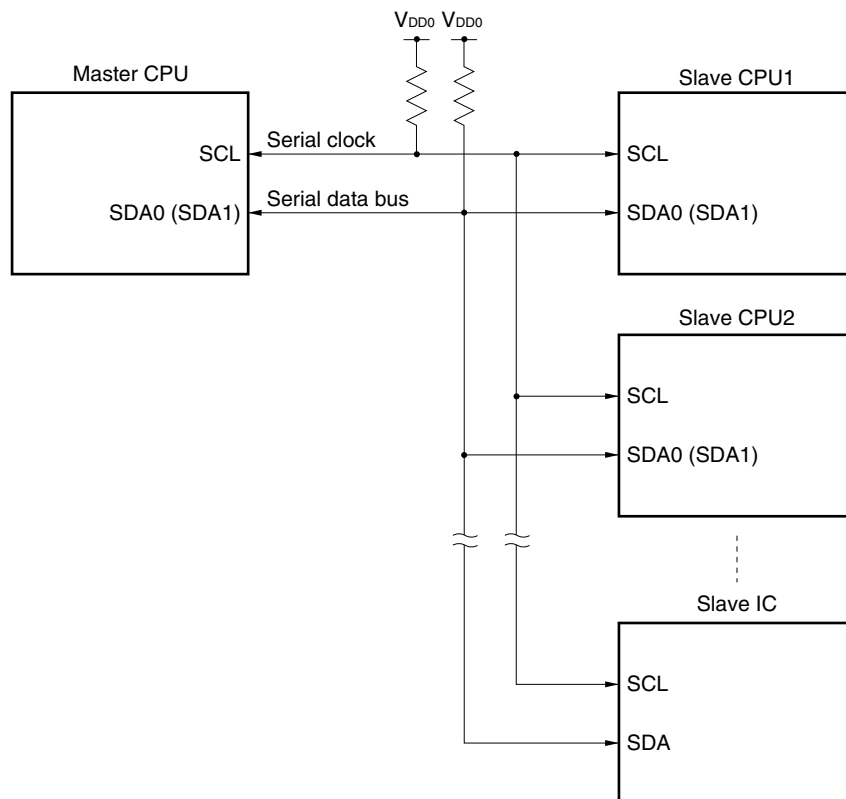 VDD0 VDD0
Master CPU
Slave CPU1
SCL
Serial clock
SCL
SDA0 (SDA1)
Serial data bus
SDA0 (SDA1)
Slave CPU2
SCL
SDA0 (SDA1)
Slave IC
SCL
SDA